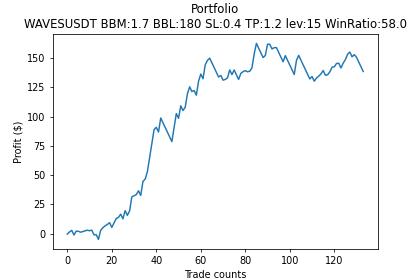 Portfolio
WAVESUSDT BBM:1.7 BBL:180 SL:0.4 TP:1.2 lev:15 WinRatio:58.0
150
125
100
75
50
25
0
Profit ($)
0 20 40 60 80 100 120
Trade counts